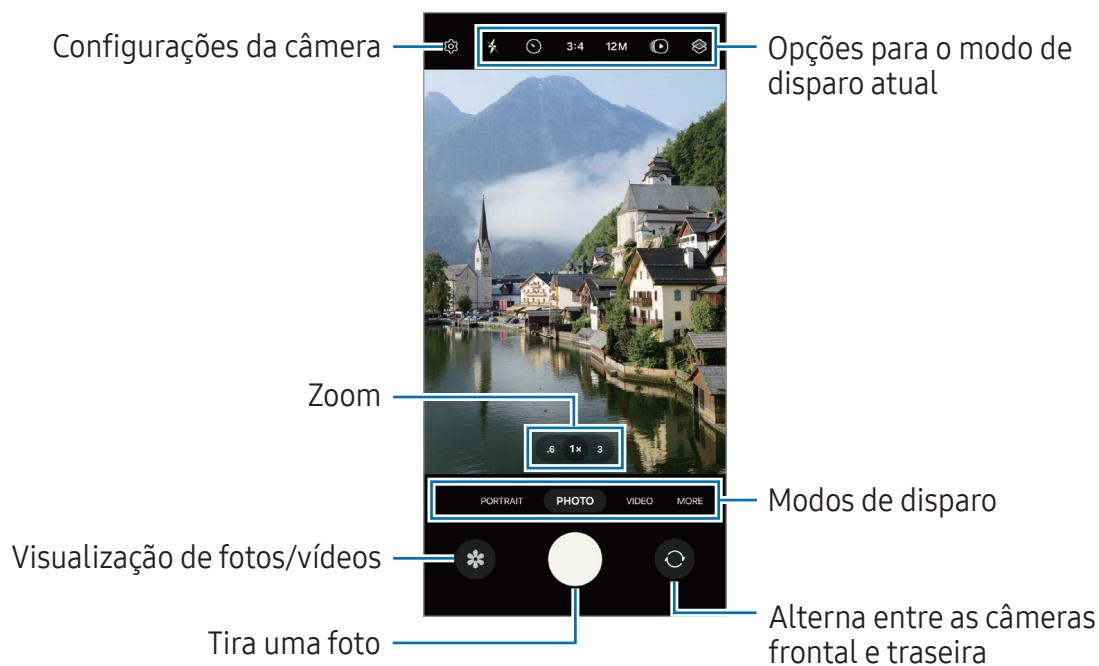 Configurações da câmera
3:4
12M
Opções para o modo de
disparo atual
Zoom
.6
1×
3
PORTRAIT
PHOTO
VIDEO
MORE
Modos de disparo
Visualização de fotos/vídeos
Tira uma foto
Alterna entre as câmeras
frontal e traseira